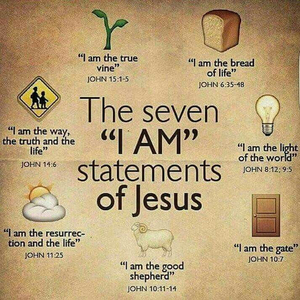 "I am the true
vine"
JOHN 15:1-5
"I am the bread
of life"
JOHN 6:35-48
The seven
"I AM"
statements
of Jesus
"I am the way,
the truth and the
life"
JOHN 14:6
"I am the light
of the world"
JOHN 8:12; 9:5
"I am the resurrec-
tion and the life"
JOHN 11:25
"I am the good
shepherd"
JOHN 10:11-14
"I am the gate"
JOHN 10:7